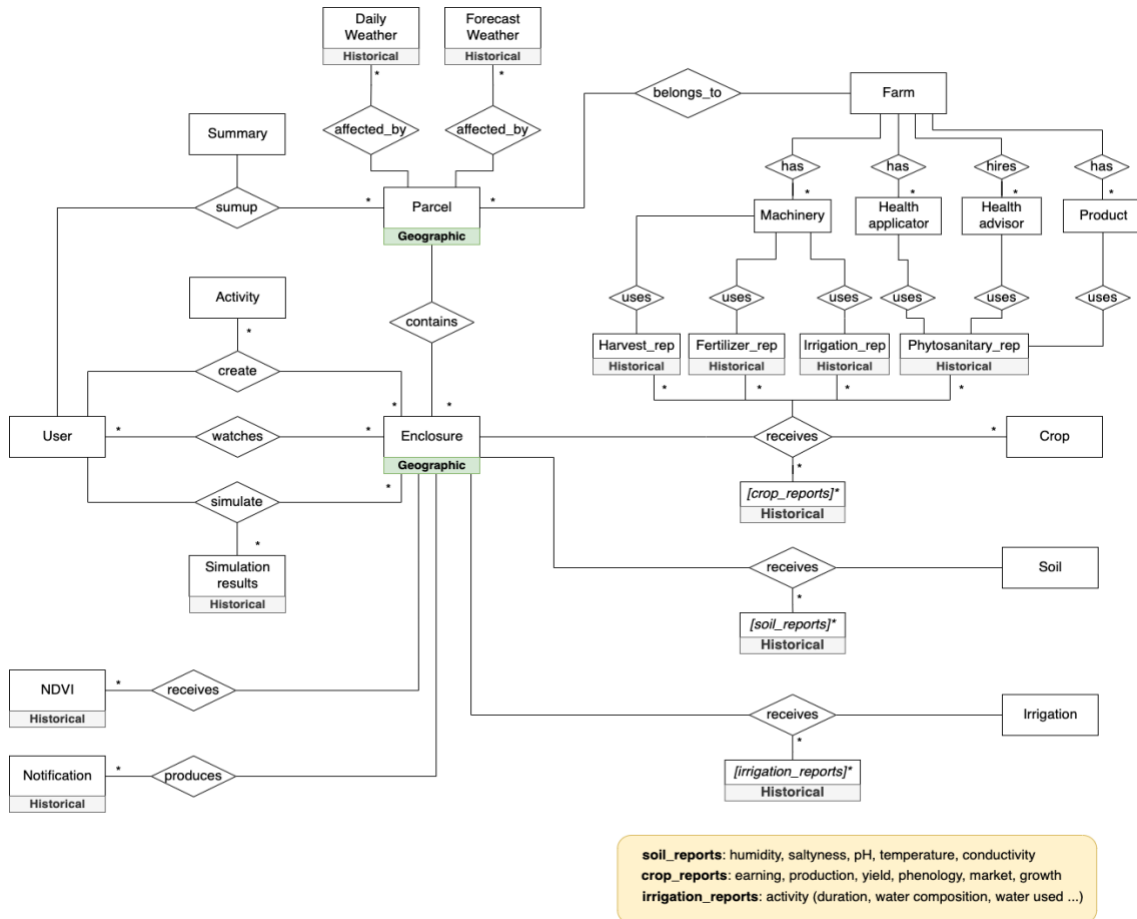 Daily
Weather
Historical
*
Forecast
Weather
Historical
*
affected_by
affected_by
belongs_to
Farm
Summary
sumup
*
Parcel
Geographic
*
has
*
has
*
hires
*
has
*
Machinery
Health
applicator
Health
advisor
Product
Activity
*
create
contains
*
*
uses
uses
uses
uses
uses
uses
Harvest_rep
Historical
*
Fertilizer_rep
Historical
*
Irrigation_rep
Historical
*
Phytosanitary_rep
Historical
*
User
*
watches
*
Enclosure
Geographic
receives
*
Crop
*
[crop_reports]*
Historical
simulate
*
*
Simulation
results
Historical
receives
Soil
*
[soil_reports]*
Historical
NDVI
Historical
*
receives
receives
Irrigation
*
[irrigation_reports]*
Historical
Notification
Historical
*
produces
soil_reports: humidity, saltyness, pH, temperature, conductivity
crop_reports: earning, production, yield, phenology, market, growth
irrigation_reports: activity (duration, water composition, water used ...)